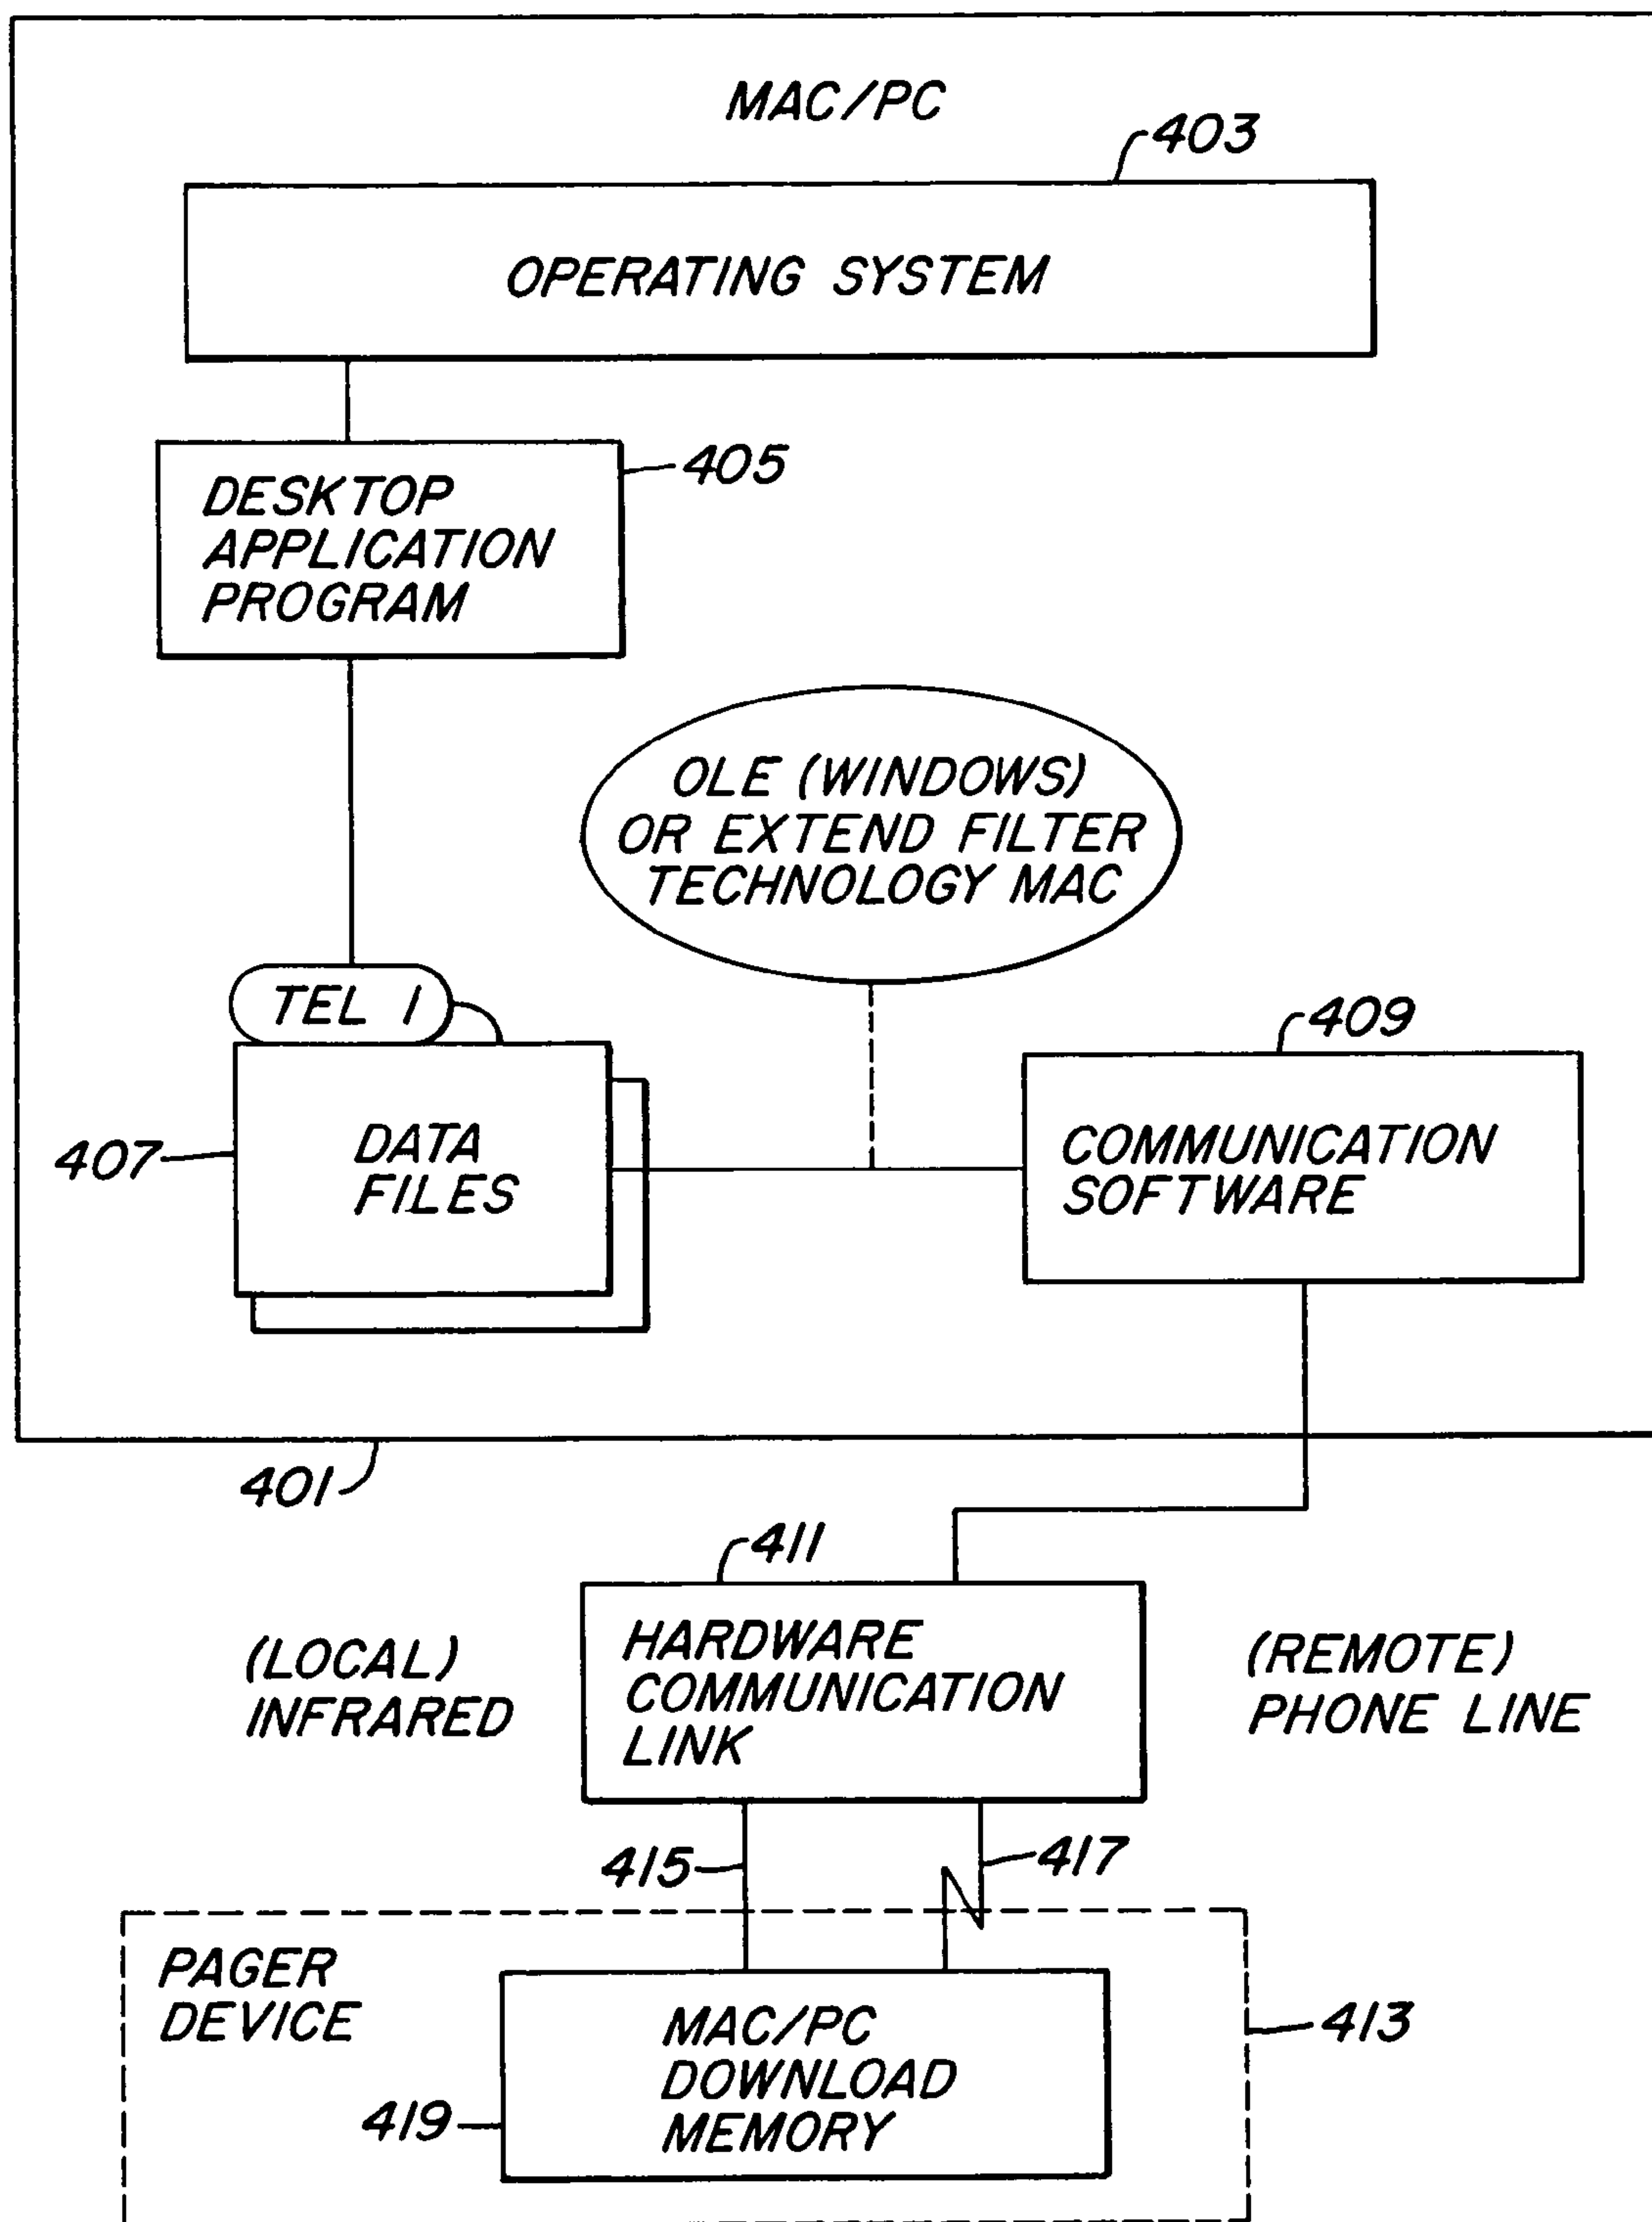 MAC/PC
403
OPERATING SYSTEM
405
DESKTOP
APPLICATION
PROGRAM
OLE (WINDOWS)
OR EXTEND FILTER
TECHNOLOGY MAC
TEL 1
409
407
DATA
FILES
COMMUNICATION
SOFTWARE
401
411
(LOCAL)
INFRARED
HARDWARE
COMMUNICATION
LINK
(REMOTE)
PHONE LINE
415
417
PAGER
DEVICE
413
MAC/PC
DOWNLOAD
MEMORY
419